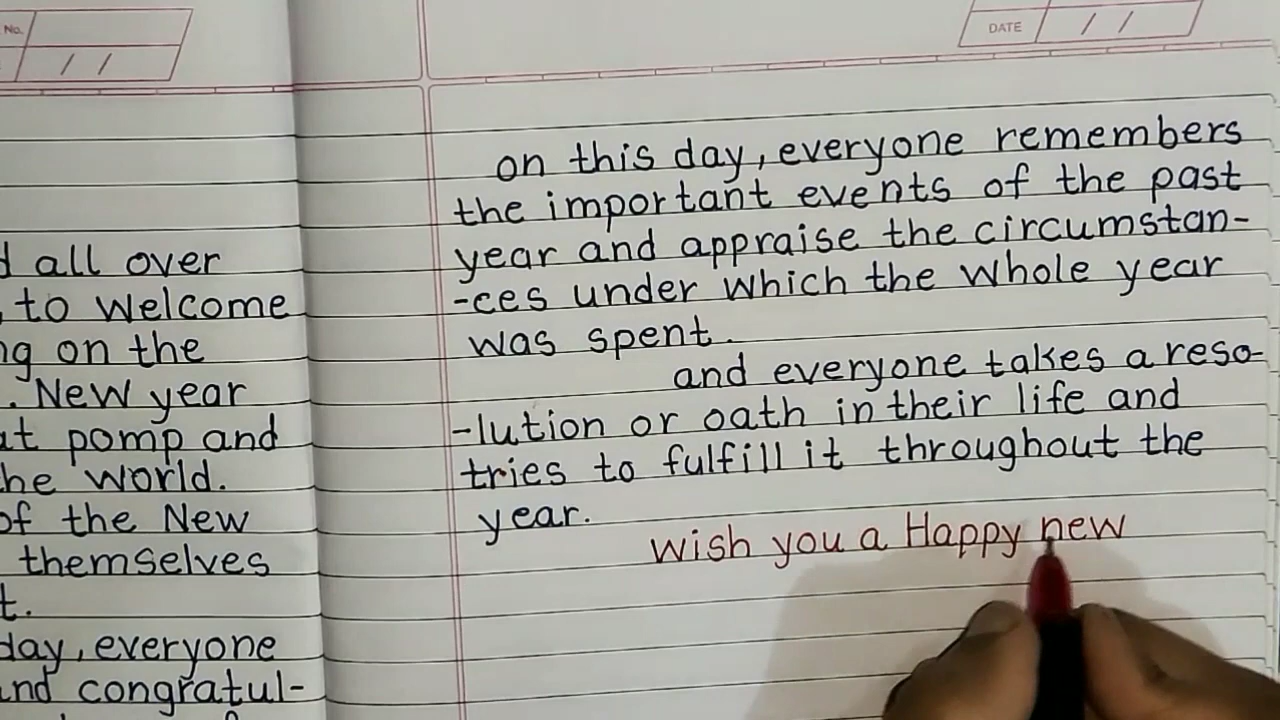 No.
/ /
d all over
to welcome
ng on the
. New year
at pomp and
he world.
of the New
themselves
t.
day, everyone
and congratul-
DATE / /
on this day, everyone remembers
the important events of the past
year and appraise the circumstan-
-ces under which the whole year
was spent.
and everyone takes a reso-
-lution or oath in their life and
tries to fulfill it throughout the
year.
Wish you a Happy new